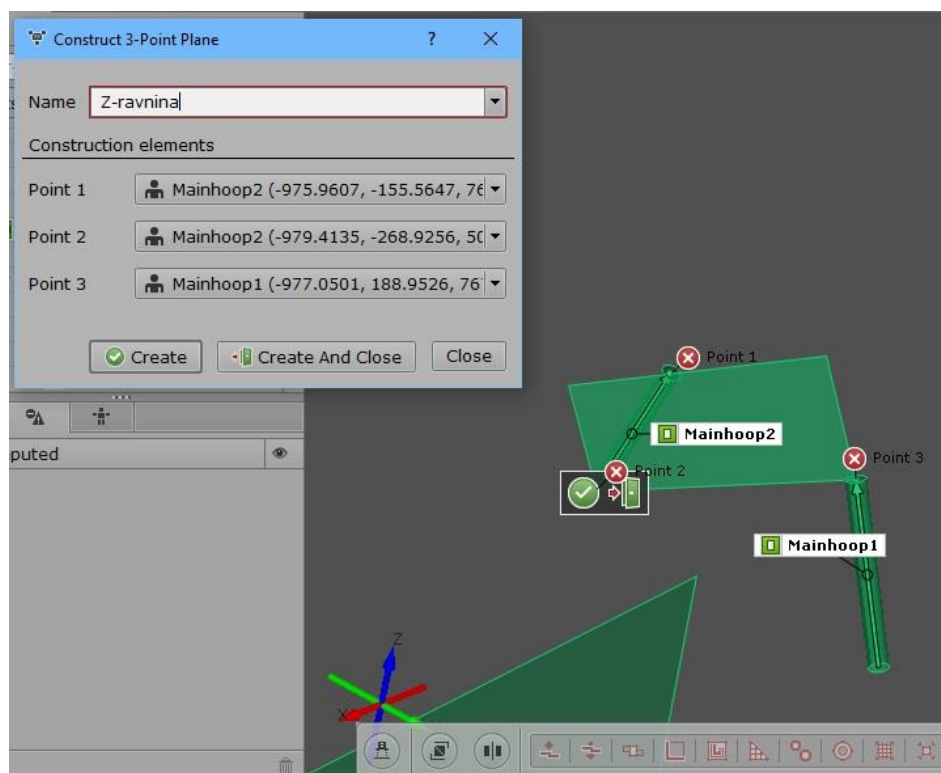 Construct 3-Point Plane ? ×
Name Z-ravnina
Construction elements
Point 1 Mainhoop2 (-975.9607, -155.5647, 76
Point 2 Mainhoop2 (-979.4135, -268.9256, 50
Point 3 Mainhoop1 (-977.0501, 188.9526, 76
Create Create And Close Close
puted
Point 1
Mainhoop2
Point 2
Point 3
Mainhoop1
Z
X